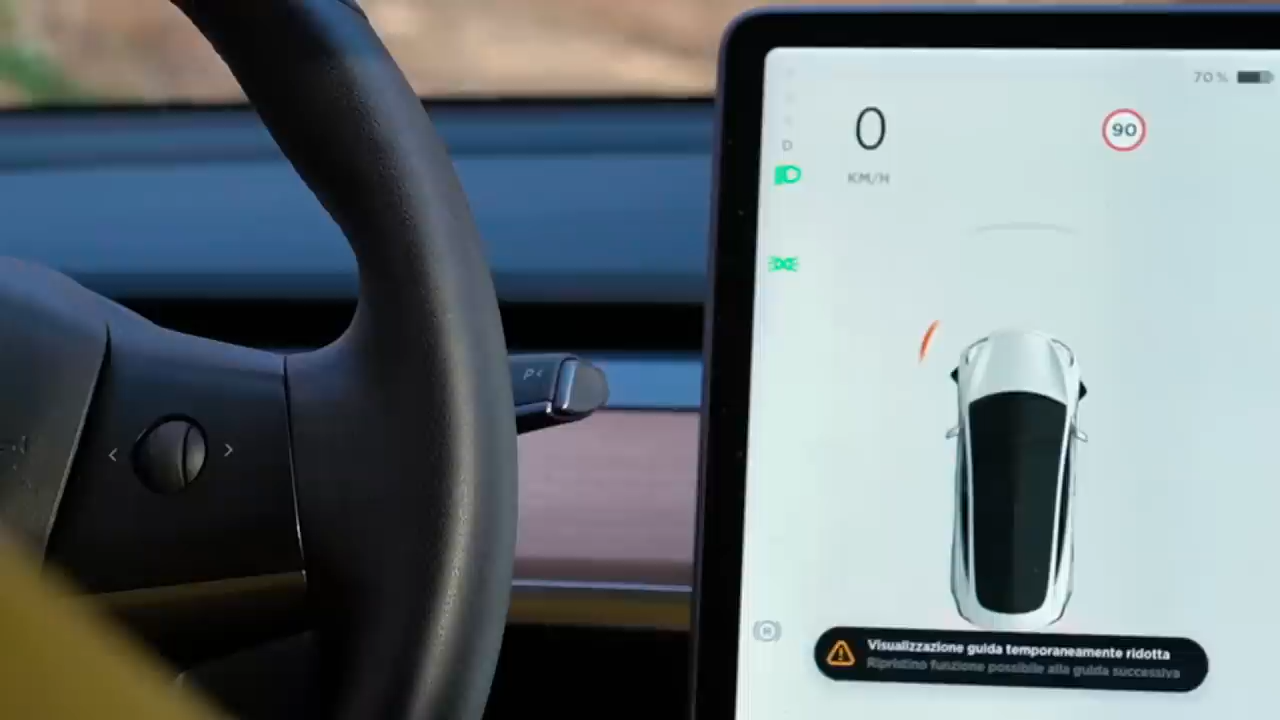 70 %
0
90
D
KM/H
P
Visualizzazione guida temporaneamente ridotta
Ripristino funzione possibile alla guida successiva